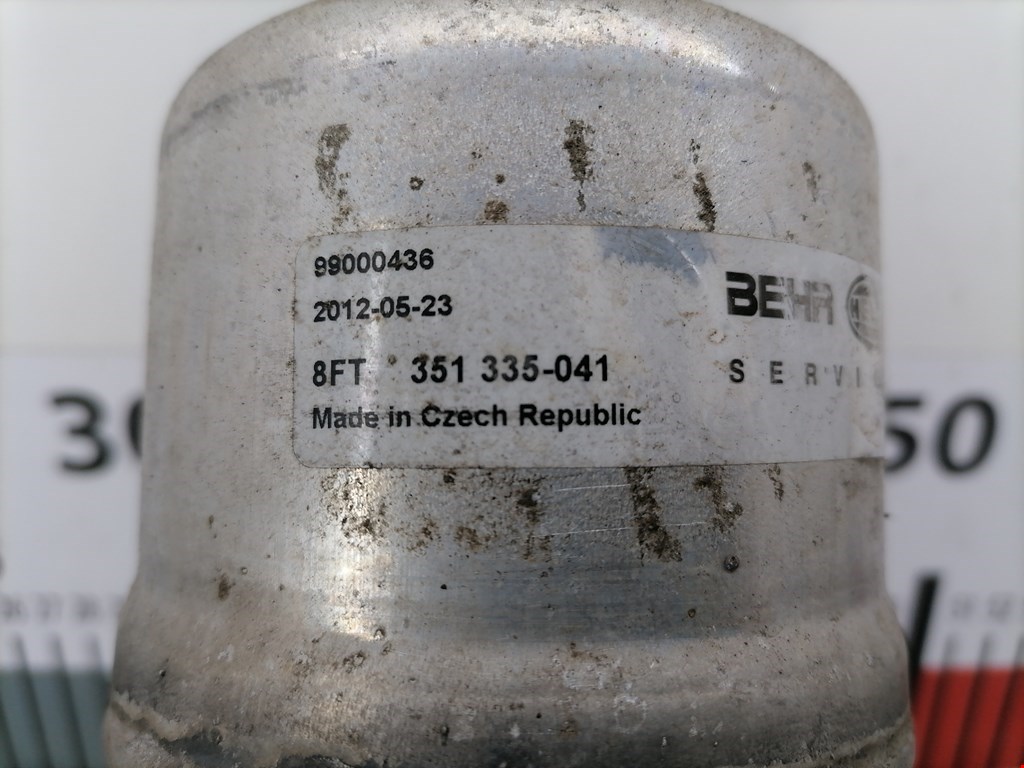 99000436
2012-05-23
8FT 351 335-041
Made in Czech Republic
BEHR